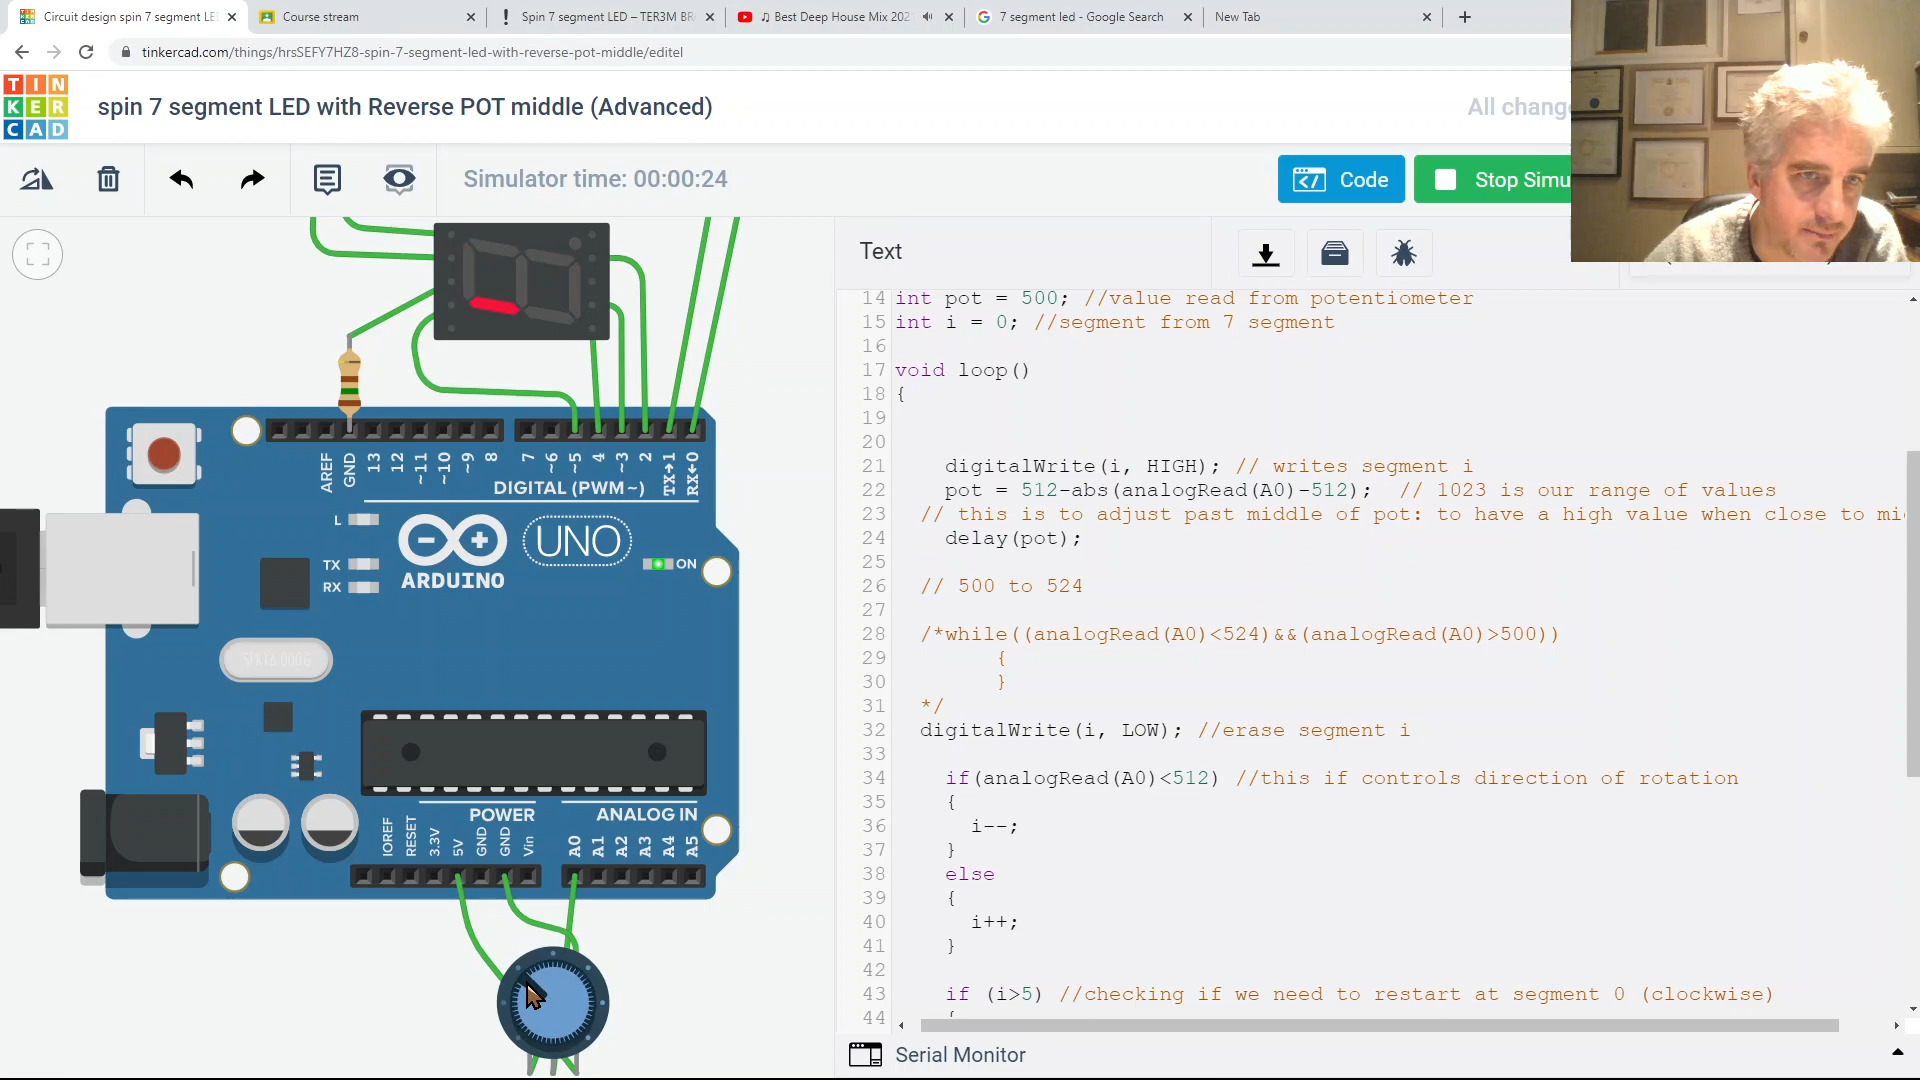 Circuit design spin 7 segment LE
Course stream
Spin 7 segment LED – TER3M BR
♫ Best Deep House Mix 202
7 segment led - Google Search
New Tab
tinkercad.com/things/hrsSEFY7HZ8-spin-7-segment-led-with-reverse-pot-middle/editel
TIN
KER
CAD
spin 7 segment LED with Reverse POT middle (Advanced)
All chang
Simulator time: 00:00:24
Code
Stop Simu
Text
14 int pot = 500; //value read from potentiometer
15 int i = 0; //segment from 7 segment
16
17 void loop()
18 {
19
20
21 digitalWrite(i, HIGH); // writes segment i
22 pot = 512-abs(analogRead(A0)-512); // 1023 is our range of values
23 // this is to adjust past middle of pot: to have a high value when close to mi
24 delay(pot);
25
26 // 500 to 524
27
28 /*while((analogRead(A0)<524)&&(analogRead(A0)>500))
29 {
30 }
31 */
32 digitalWrite(i, LOW); //erase segment i
33
34 if(analogRead(A0)<512) //this if controls direction of rotation
35 {
36 i--;
37 }
38 else
39 {
40 i++;
41 }
42
43 if (i>5) //checking if we need to restart at segment 0 (clockwise)
44 {
Serial Monitor
AREF
GND
13
12
~11
~10
~9
8
7
~6
~5
4
~3
2
TX→1
RX←0
DIGITAL (PWM~)
L
TX
RX
UNO
ON
ARDUINO
POWER
ANALOG IN
IOREF
RESET
3.3V
5V
GND
GND
Vin
A0
A1
A2
A3
A4
A5